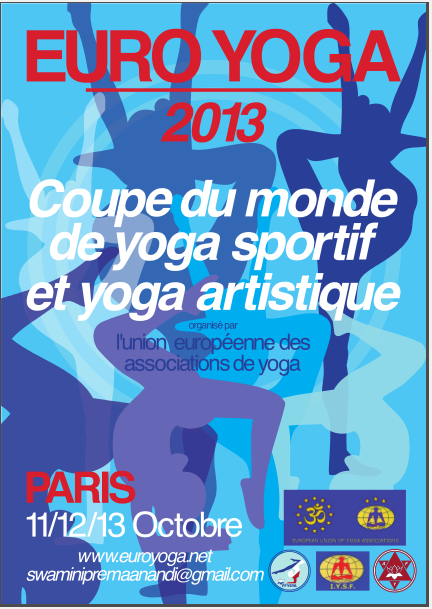 EURO YOGA
2013
Coupe du monde
de yoga sportif
et yoga artistique
organisé par
l'union européenne des
associations de yoga
PARIS
11/12/13 Octobre
www.euroyoga.net
swaminipremaanandi@gmail.com
EUROPEAN UNION OF YOGA ASSOCIATIONS
I.Y.S.F.